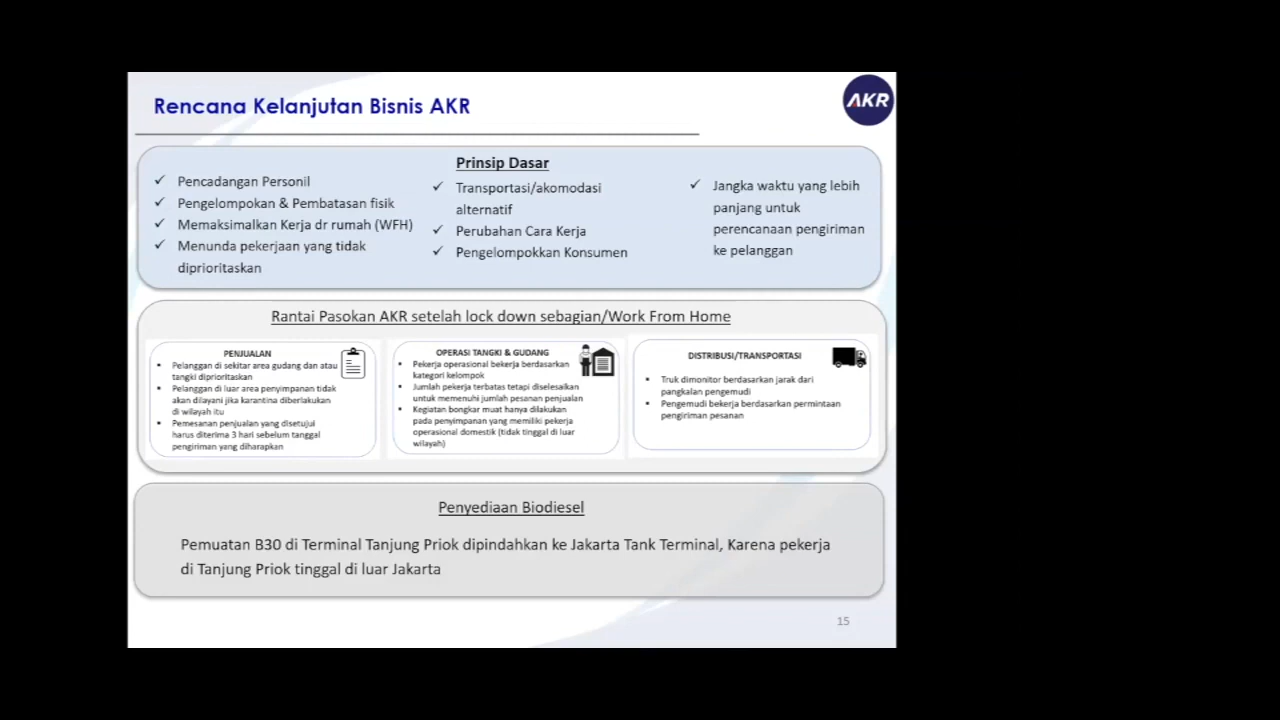 Rencana Kelanjutan Bisnis AKR
AKR
Prinsip Dasar
✓ Pencadangan Personil
✓ Pengelompokan & Pembatasan fisik
✓ Memaksimalkan Kerja dr rumah (WFH)
✓ Menunda pekerjaan yang tidak
diprioritaskan
✓ Transportasi/akomodasi
alternatif
✓ Perubahan Cara Kerja
✓ Pengelompokkan Konsumen
✓ Jangka waktu yang lebih
panjang untuk
perencanaan pengiriman
ke pelanggan
Rantai Pasokan AKR setelah lock down sebagian/Work From Home
PENJUALAN
• Pelanggan di sekitar area gudang dan atau
tangki diprioritaskan
• Pelanggan di luar area penyimpanan tidak
akan dilayani jika karantina diberlakukan
di wilayah itu
• Pemesanan penjualan yang disetujui
harus diterima 3 hari sebelum tanggal
pengiriman yang diharapkan
OPERASI TANGKI & GUDANG
• Pekerja operasional bekerja berdasarkan
kategori kelompok
• Jumlah pekerja terbatas tetapi diselesaikan
untuk memenuhi jumlah pesanan penjualan
• Kegiatan bongkar muat hanya dilakukan
pada penyimpanan yang memiliki pekerja
operasional domestik (tidak tinggal di luar
wilayah)
DISTRIBUSI/TRANSPORTASI
• Truk dimonitor berdasarkan jarak dari
pangkalan pengemudi
• Pengemudi bekerja berdasarkan permintaan
pengiriman pesanan
Penyediaan Biodiesel
Pemuatan B30 di Terminal Tanjung Priok dipindahkan ke Jakarta Tank Terminal, Karena pekerja
di Tanjung Priok tinggal di luar Jakarta
15